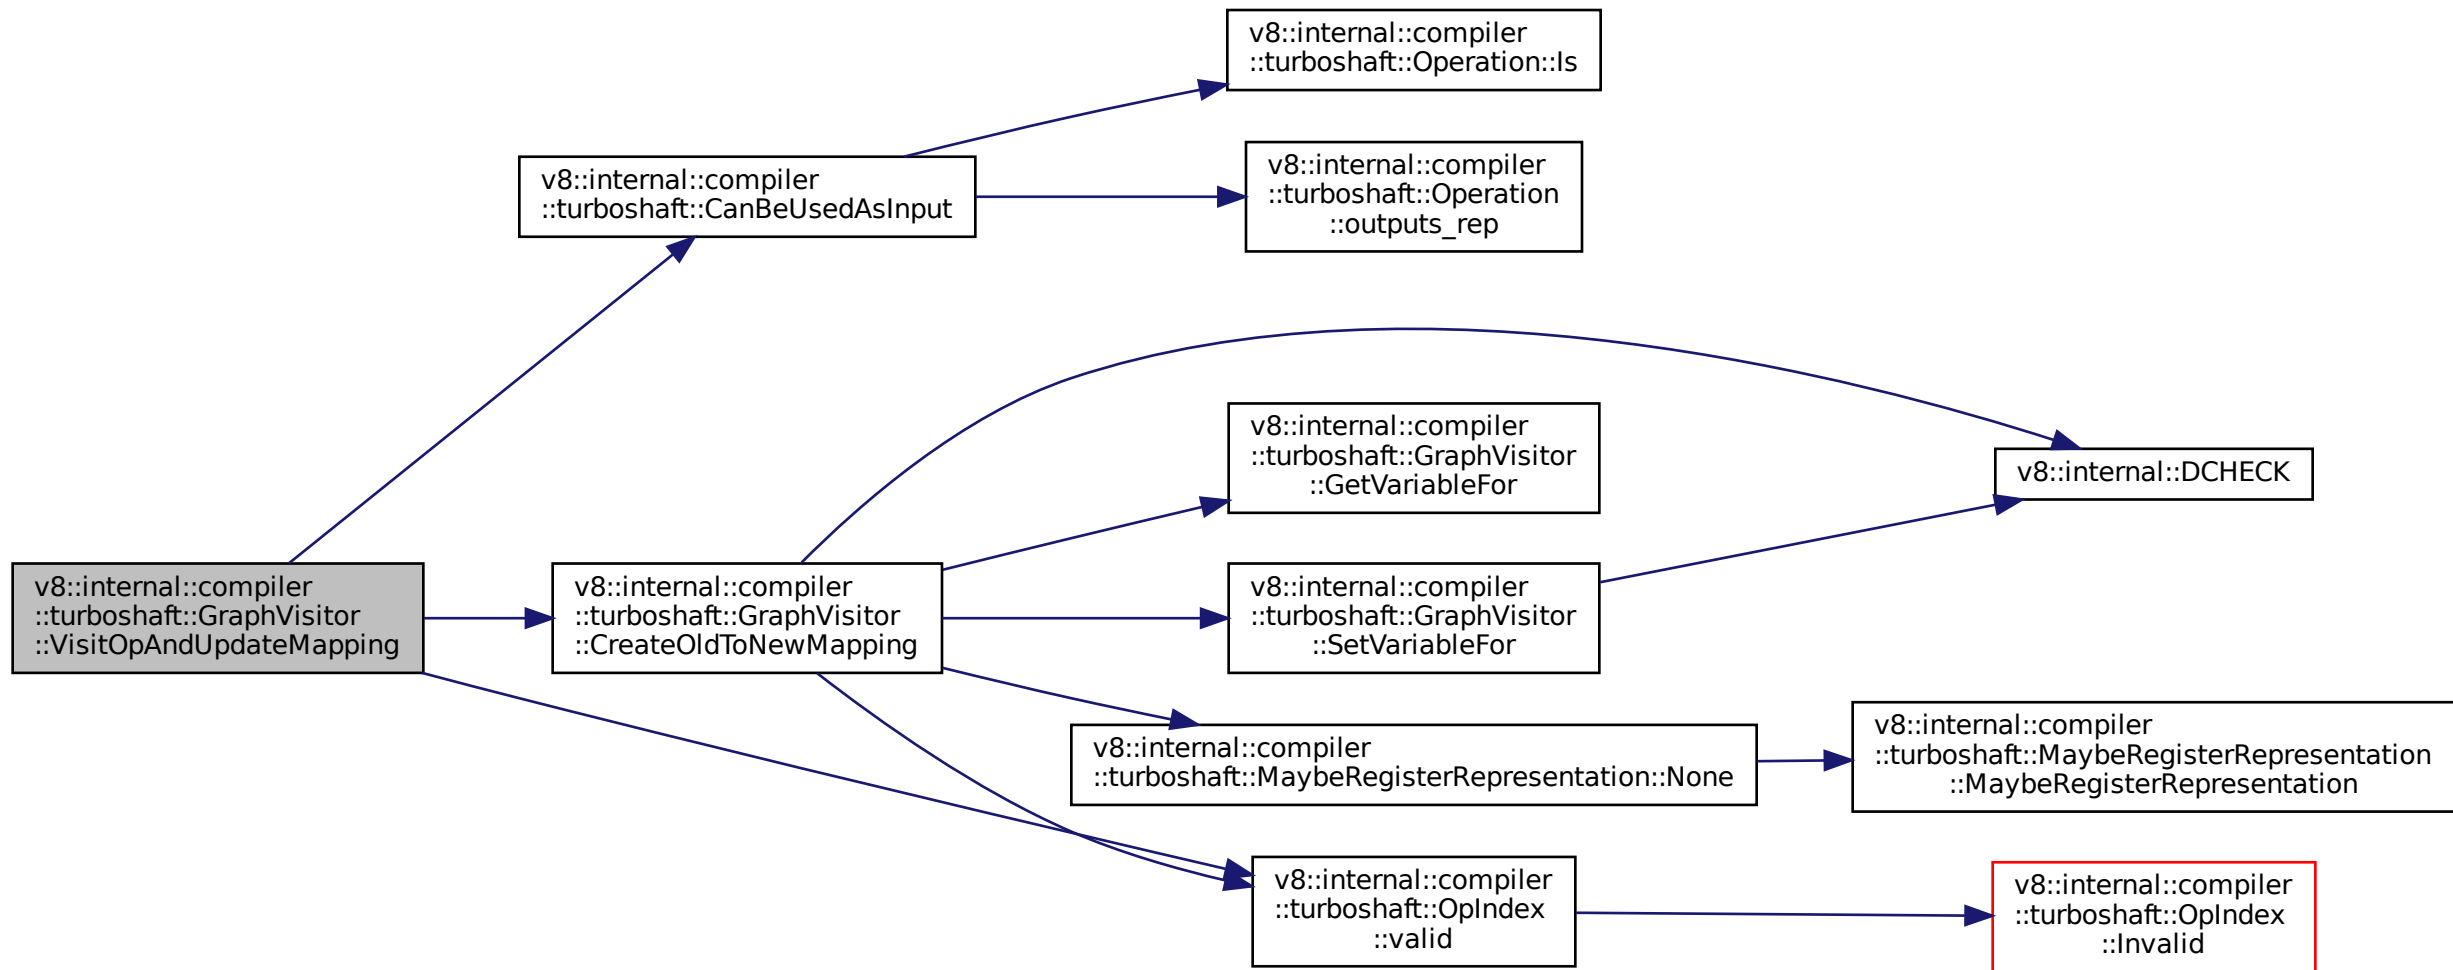 v8::internal::compiler
::turboshaft::Operation::Is
v8::internal::compiler
::turboshaft::Operation
::outputs_rep
v8::internal::compiler
::turboshaft::CanBeUsedAsInput
v8::internal::compiler
::turboshaft::GraphVisitor
::GetVariableFor
v8::internal::DCHECK
v8::internal::compiler
::turboshaft::GraphVisitor
::VisitOpAndUpdateMapping
v8::internal::compiler
::turboshaft::GraphVisitor
::CreateOldToNewMapping
v8::internal::compiler
::turboshaft::GraphVisitor
::SetVariableFor
v8::internal::compiler
::turboshaft::MaybeRegisterRepresentation::None
v8::internal::compiler
::turboshaft::MaybeRegisterRepresentation
::MaybeRegisterRepresentation
v8::internal::compiler
::turboshaft::OpIndex
::valid
v8::internal::compiler
::turboshaft::OpIndex
::Invalid